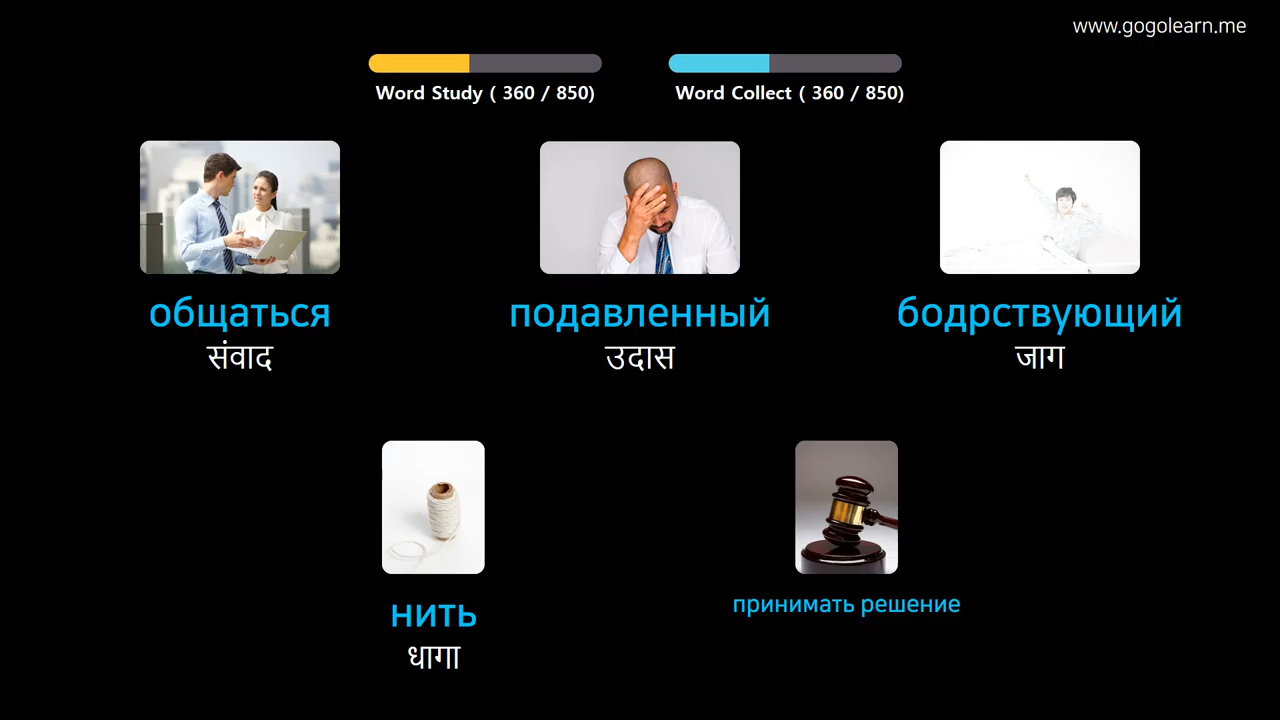 www.gogolearn.me
Word Study ( 360 / 850)
Word Collect ( 360 / 850)
общаться
संवाद
подавленный
उदास
бодрствующий
जाग
нить
धागा
принимать решение